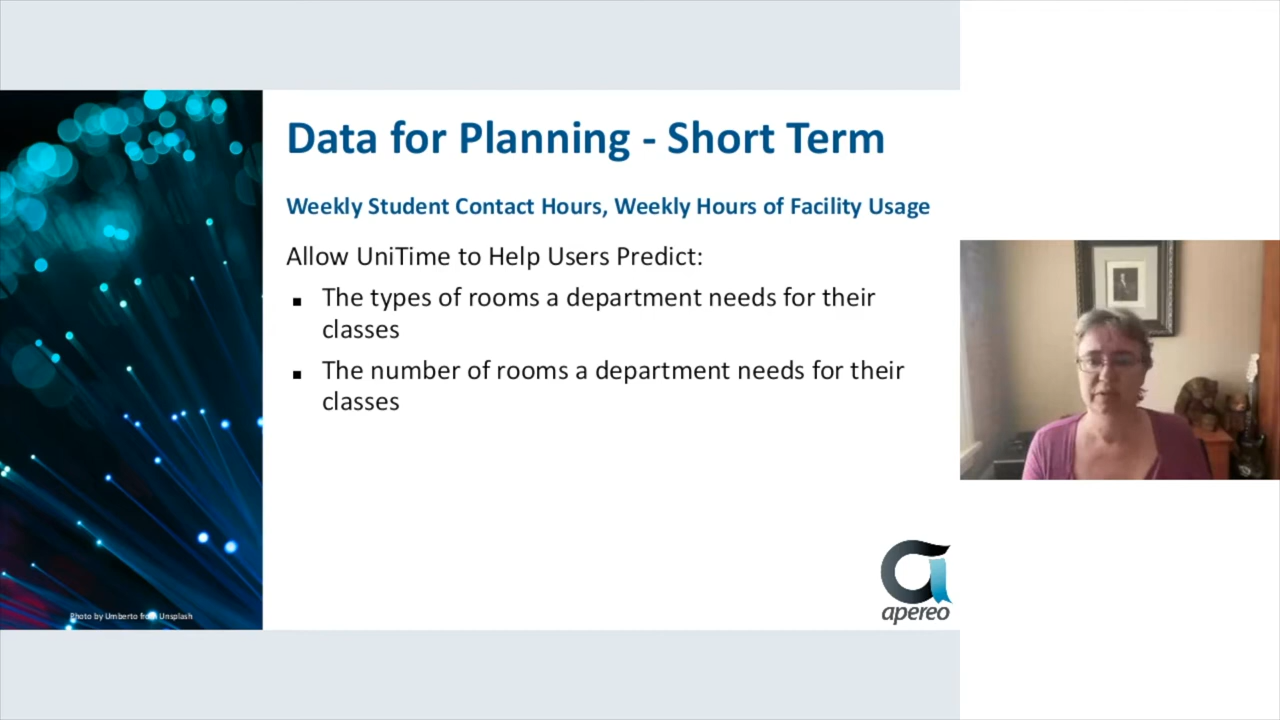 Data for Planning - Short Term
Weekly Student Contact Hours, Weekly Hours of Facility Usage
Allow UniTime to Help Users Predict:
▪ The types of rooms a department needs for their
classes
▪ The number of rooms a department needs for their
classes
apereo
Photo by Umberto from Unsplash